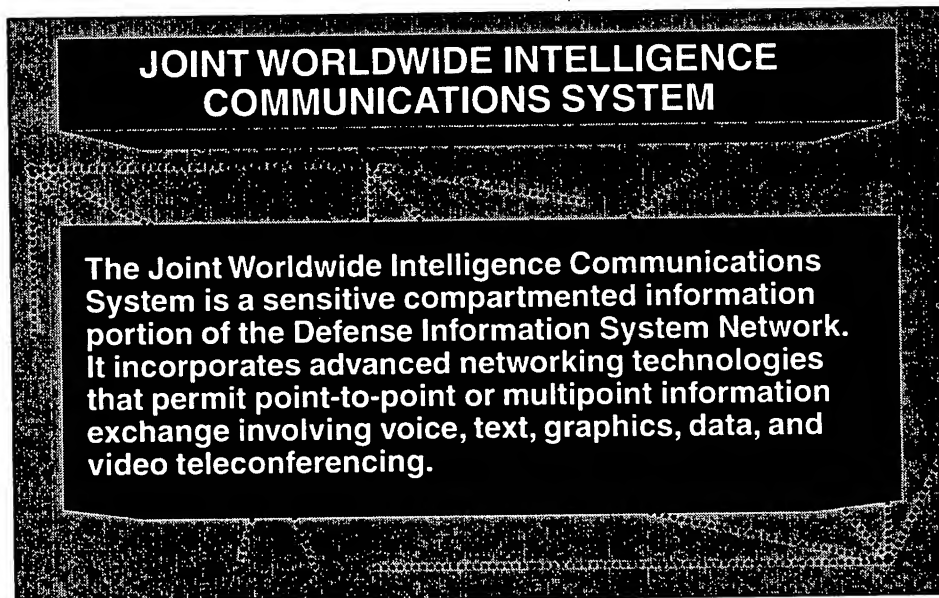 JOINT WORLDWIDE INTELLIGENCE
COMMUNICATIONS SYSTEM
The Joint Worldwide Intelligence Communications
System is a sensitive compartmented information
portion of the Defense Information System Network.
It incorporates advanced networking technologies
that permit point-to-point or multipoint information
exchange involving voice, text, graphics, data, and
video teleconferencing.